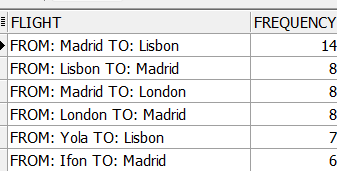 FLIGHT FREQUENCY
FROM: Madrid TO: Lisbon 14
FROM: Lisbon TO: Madrid 8
FROM: Madrid TO: London 8
FROM: London TO: Madrid 8
FROM: Yola TO: Lisbon 7
FROM: Ifon TO: Madrid 6